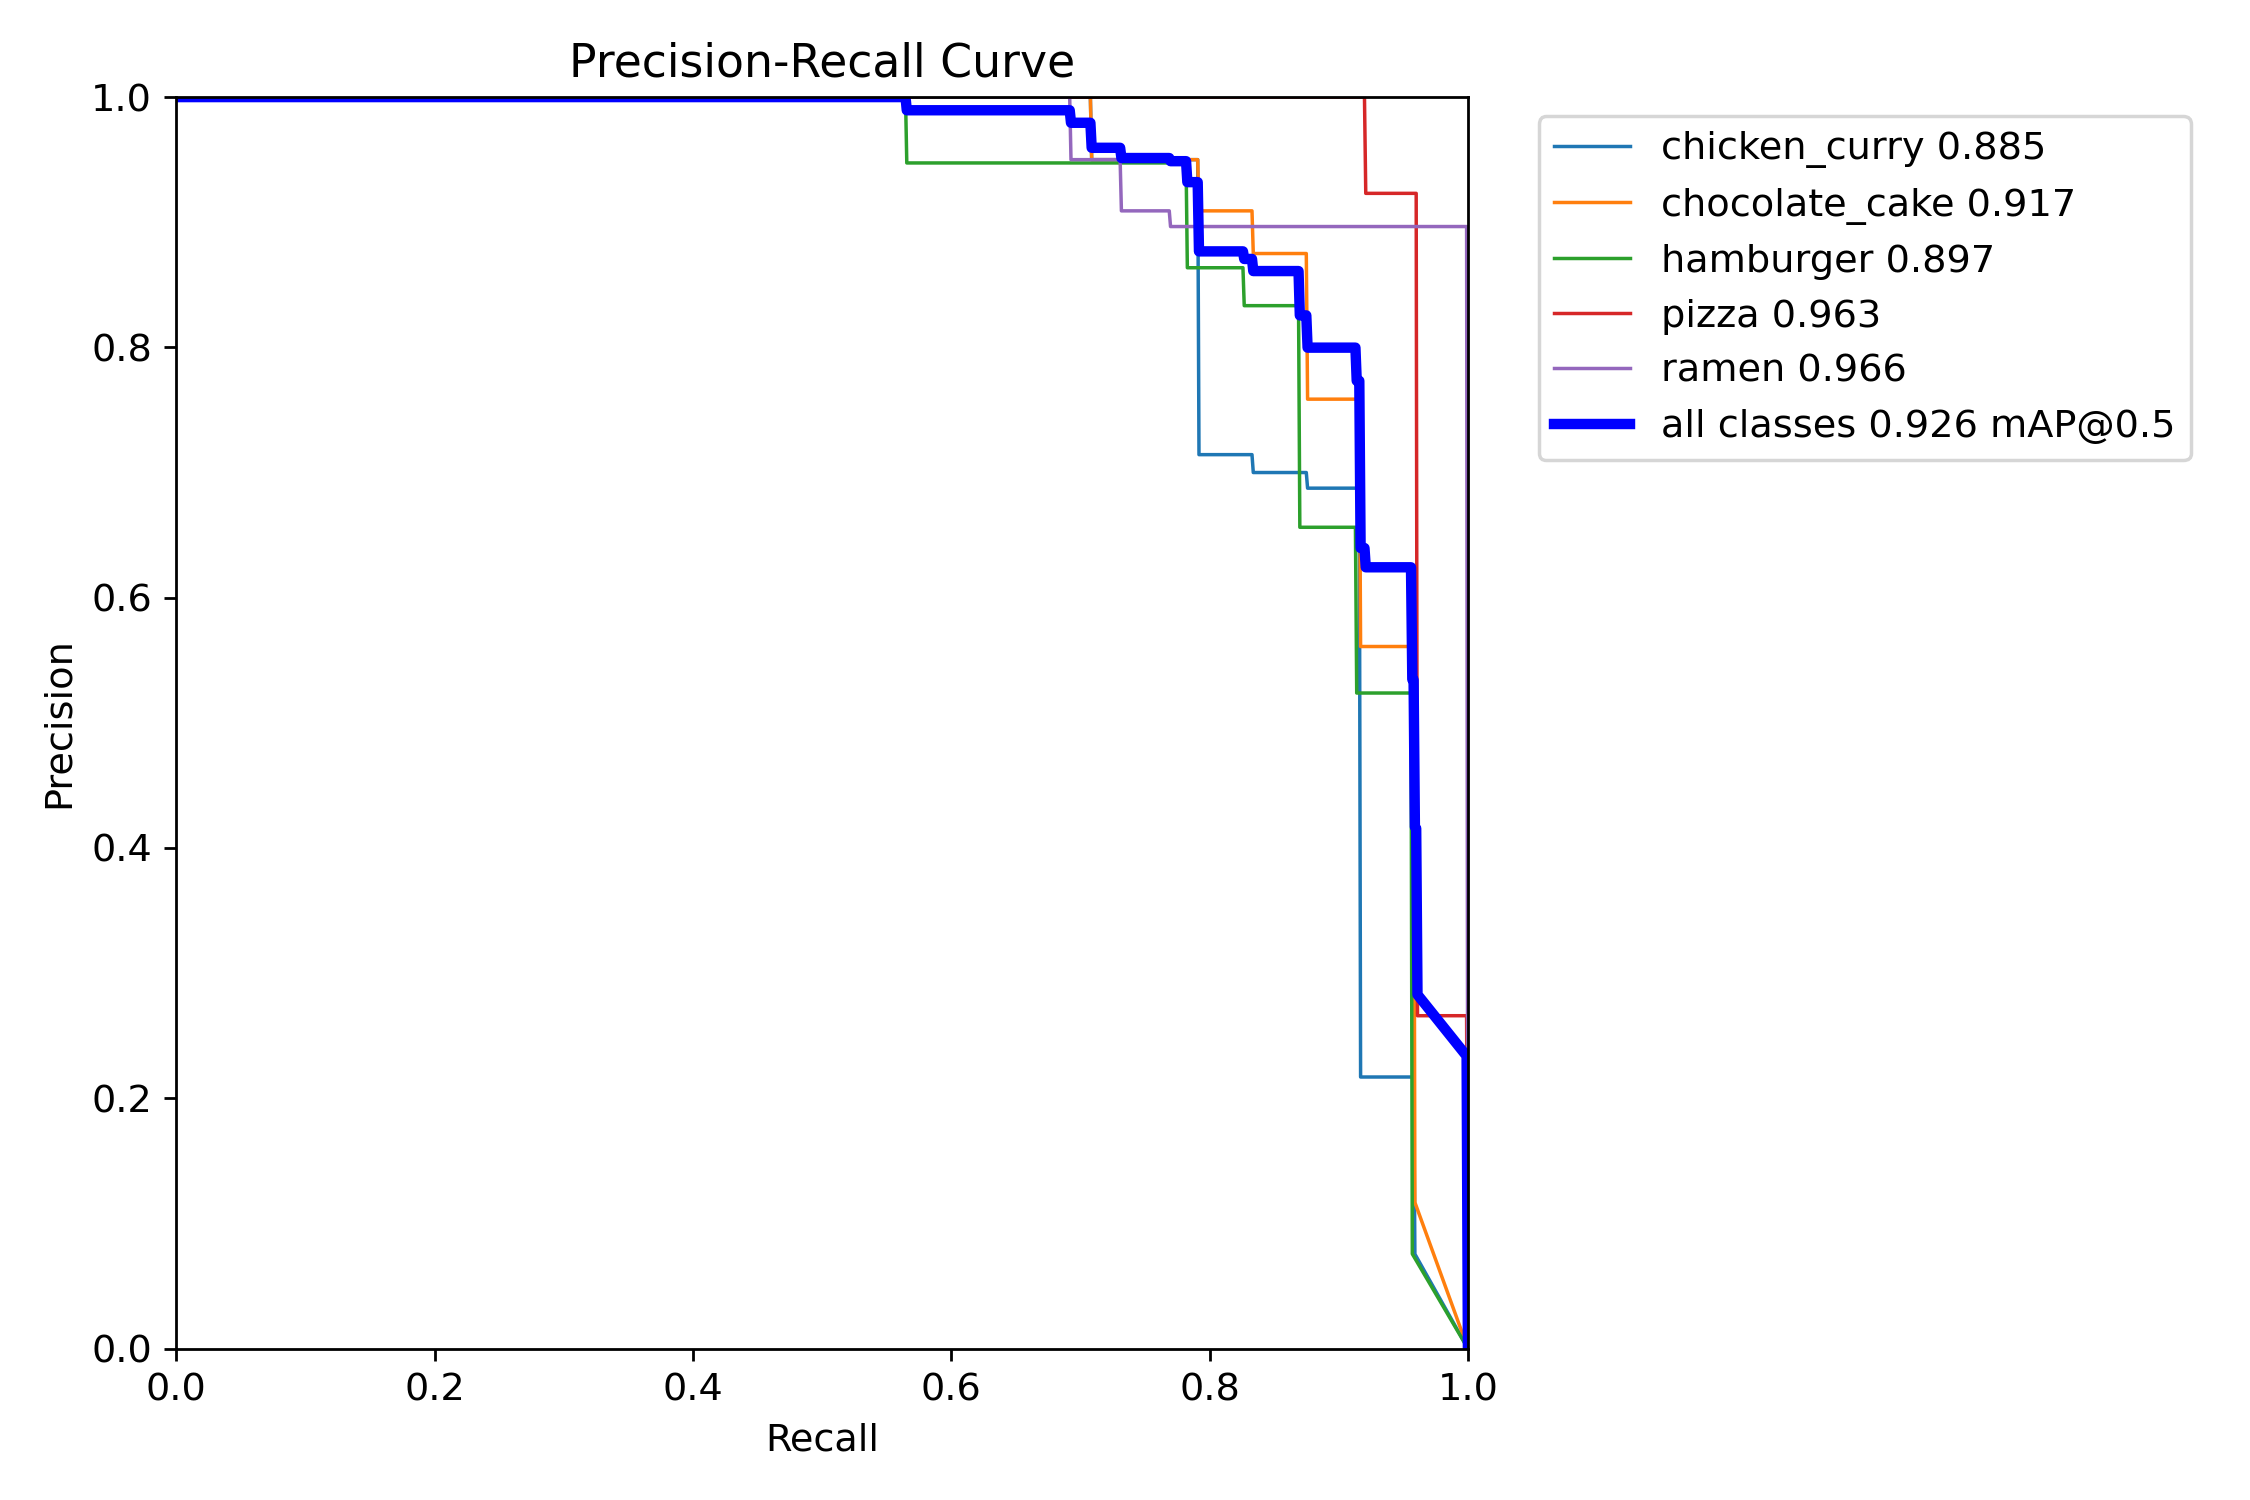 Precision-Recall Curve
1.0
0.8
0.6
0.4
0.2
0.0
Precision
0.0 0.2 0.4 0.6 0.8 1.0
Recall
chicken_curry 0.885
chocolate_cake 0.917
hamburger 0.897
pizza 0.963
ramen 0.966
all classes 0.926 mAP@0.5